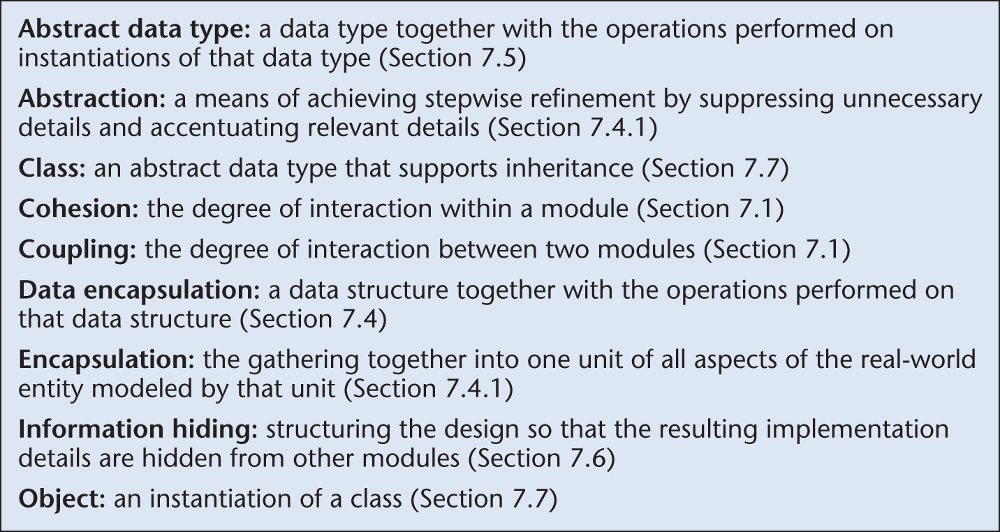 Abstract data type: a data type together with the operations performed on
instantiations of that data type (Section 7.5)
Abstraction: a means of achieving stepwise refinement by suppressing unnecessary
details and accentuating relevant details (Section 7.4.1)
Class: an abstract data type that supports inheritance (Section 7.7)
Cohesion: the degree of interaction within a module (Section 7.1)
Coupling: the degree of interaction between two modules (Section 7.1)
Data encapsulation: a data structure together with the operations performed on
that data structure (Section 7.4)
Encapsulation: the gathering together into one unit of all aspects of the real-world
entity modeled by that unit (Section 7.4.1)
Information hiding: structuring the design so that the resulting implementation
details are hidden from other modules (Section 7.6)
Object: an instantiation of a class (Section 7.7)